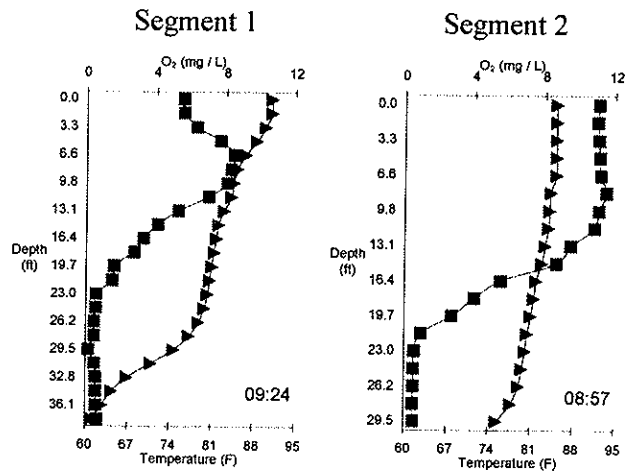 Segment 1
O₂ (mg / L)
0 4 8 12
0.0
3.3
6.6
9.8
13.1
16.4
19.7
23.0
26.2
29.5
32.8
36.1
Depth
(ft)
09:24
60 67 74 81 88 95
Temperature (F)
Segment 2
O₂ (mg / L)
0 4 8 12
0.0
3.3
6.6
9.8
13.1
16.4
19.7
23.0
26.2
29.5
Depth
(ft)
08:57
60 67 74 81 88 95
Temperature (F)